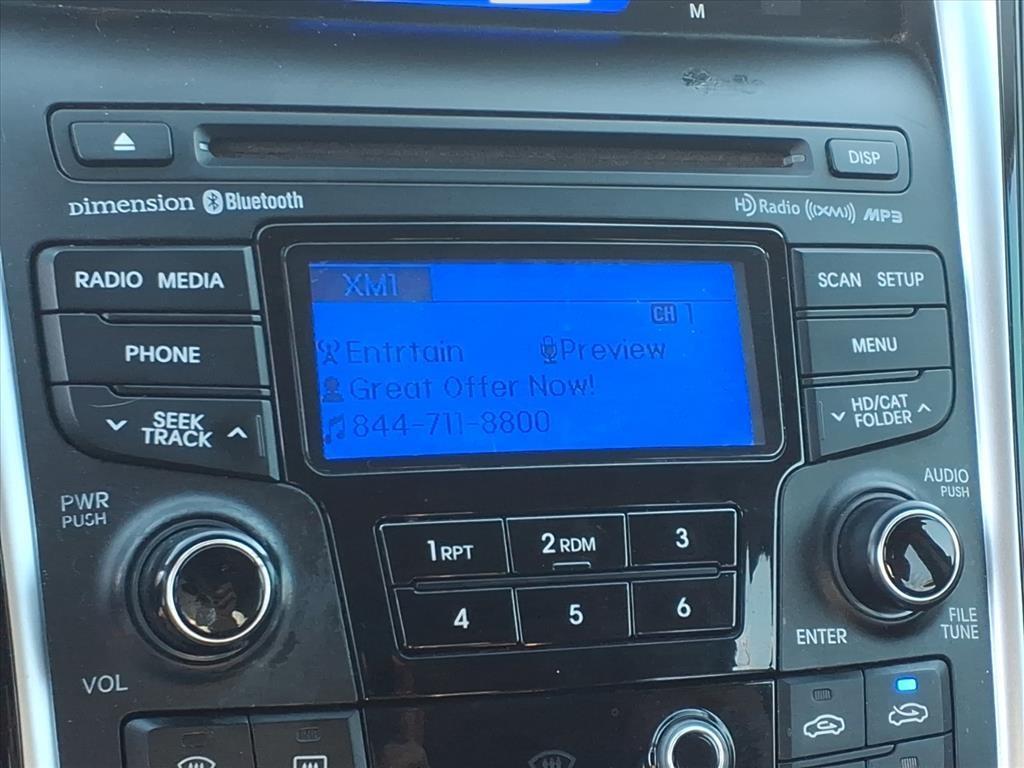 M
DISP
Dimension Bluetooth
HD Radio ((XM)) MP3
RADIO MEDIA
XM1
SCAN SETUP
CH 1
PHONE
Entrtain Preview
MENU
Great Offer Now!
SEEK
TRACK
844-711-8800
HD/CAT
FOLDER
PWR
PUSH
AUDIO
PUSH
1 RPT 2 RDM 3
4 5 6
VOL
ENTER
FILE
TUNE